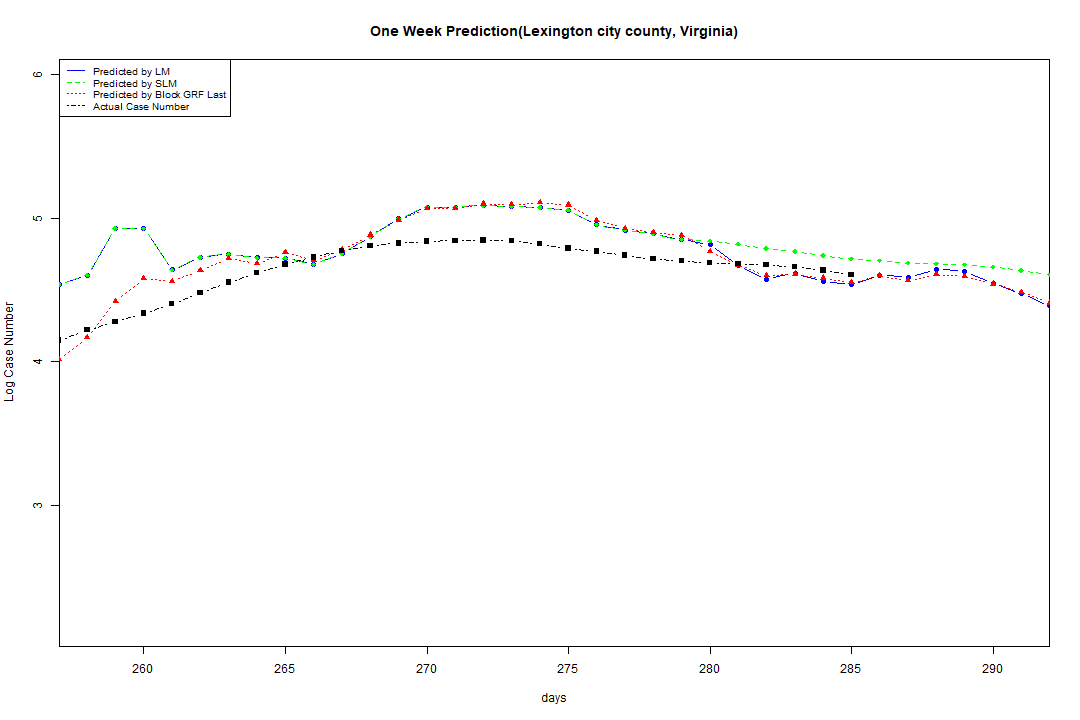 One Week Prediction(Lexington city county, Virginia)
Predicted by LM
Predicted by SLM
Predicted by Block GRF Last
Actual Case Number
6
5
4
3
Log Case Number
260 265 270 275 280 285 290
days